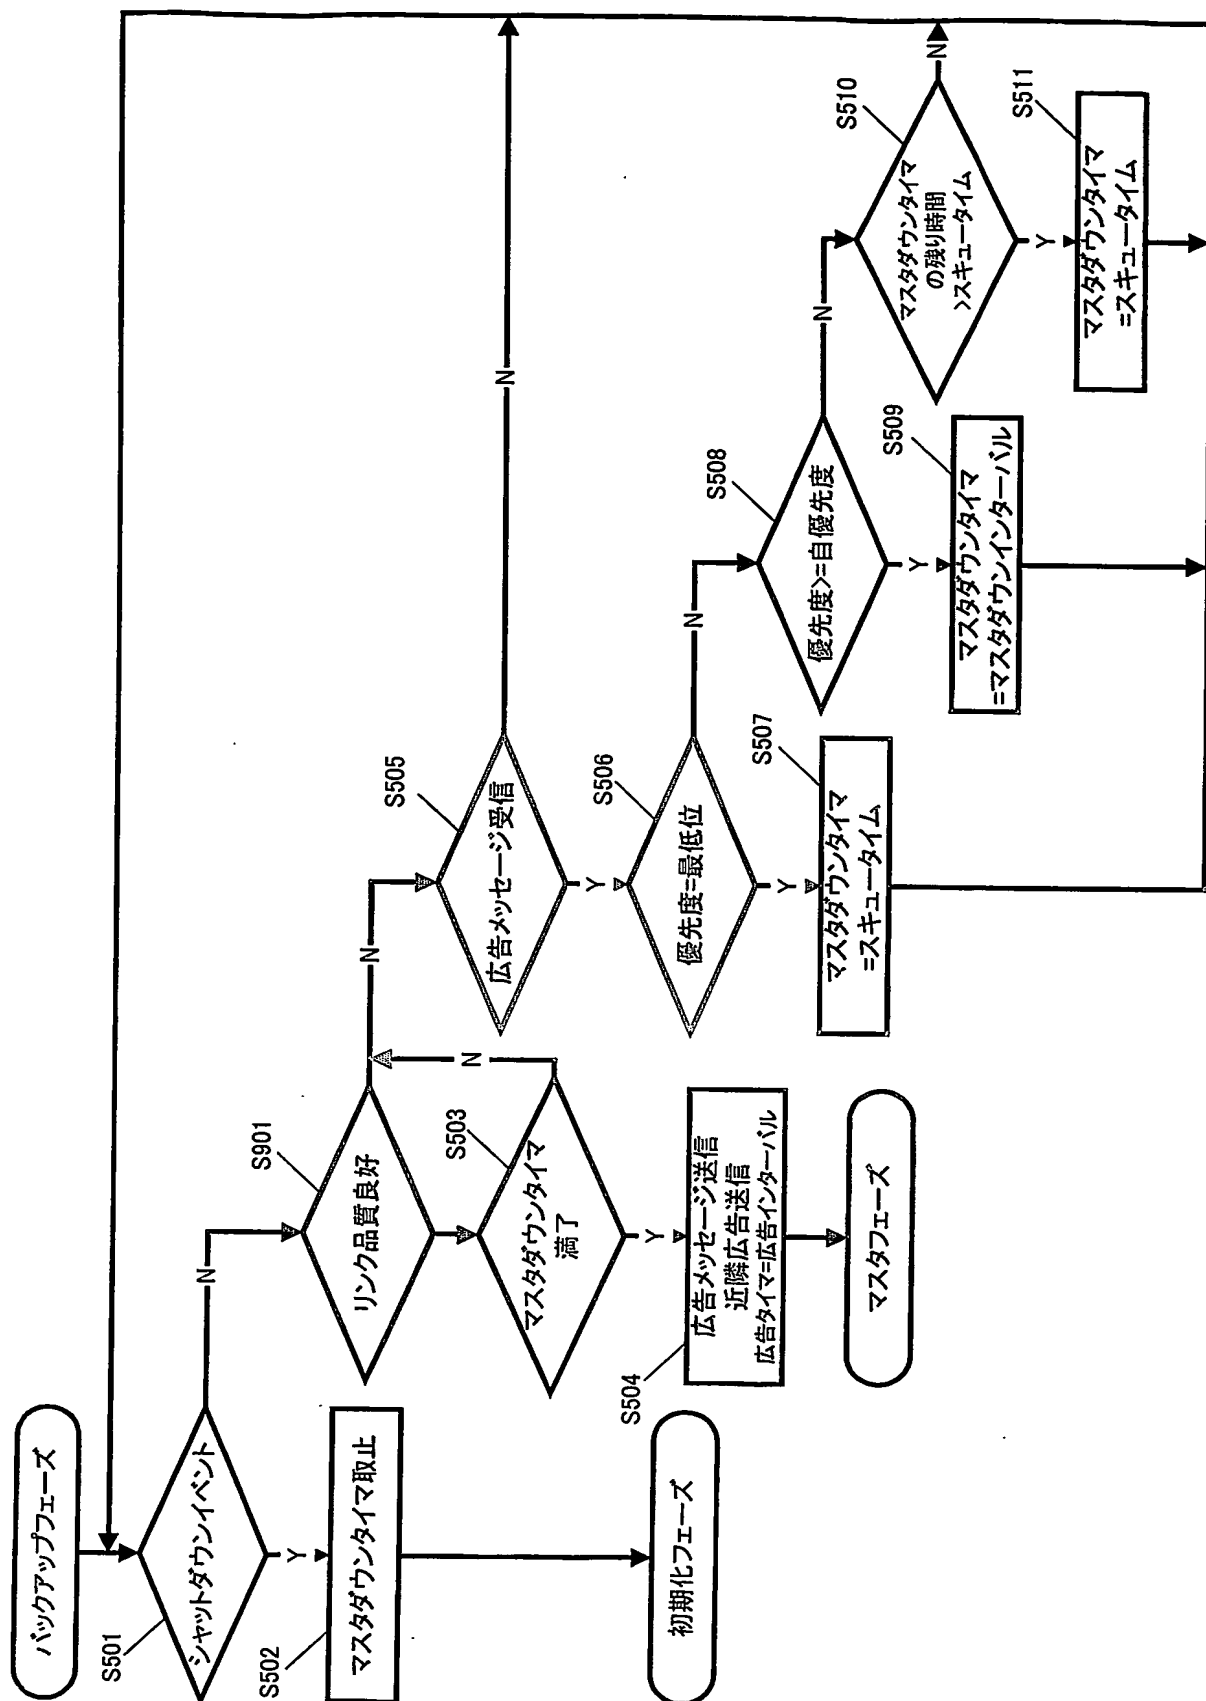 バックアップフェーズ
S501
シャットダウンイベント
N
Y
S502
マスタダウンタイマ取止
初期化フェーズ
S901
リンク品質良好
N
S503
マスタダウンタイマ
満了
N
Y
S504
広告メッセージ送信
近隣広告送信
広告タイマ=広告インターバル
マスタフェーズ
S505
広告メッセージ受信
N
Y
S506
優先度=最低位
N
Y
S507
マスタダウンタイマ
=スキュータイム
S508
優先度>=自優先度
N
Y
S509
マスタダウンタイマ
=マスタダウンインターバル
S510
マスタダウンタイマ
の残り時間
>スキュータイム
N
Y
S511
マスタダウンタイマ
=スキュータイム